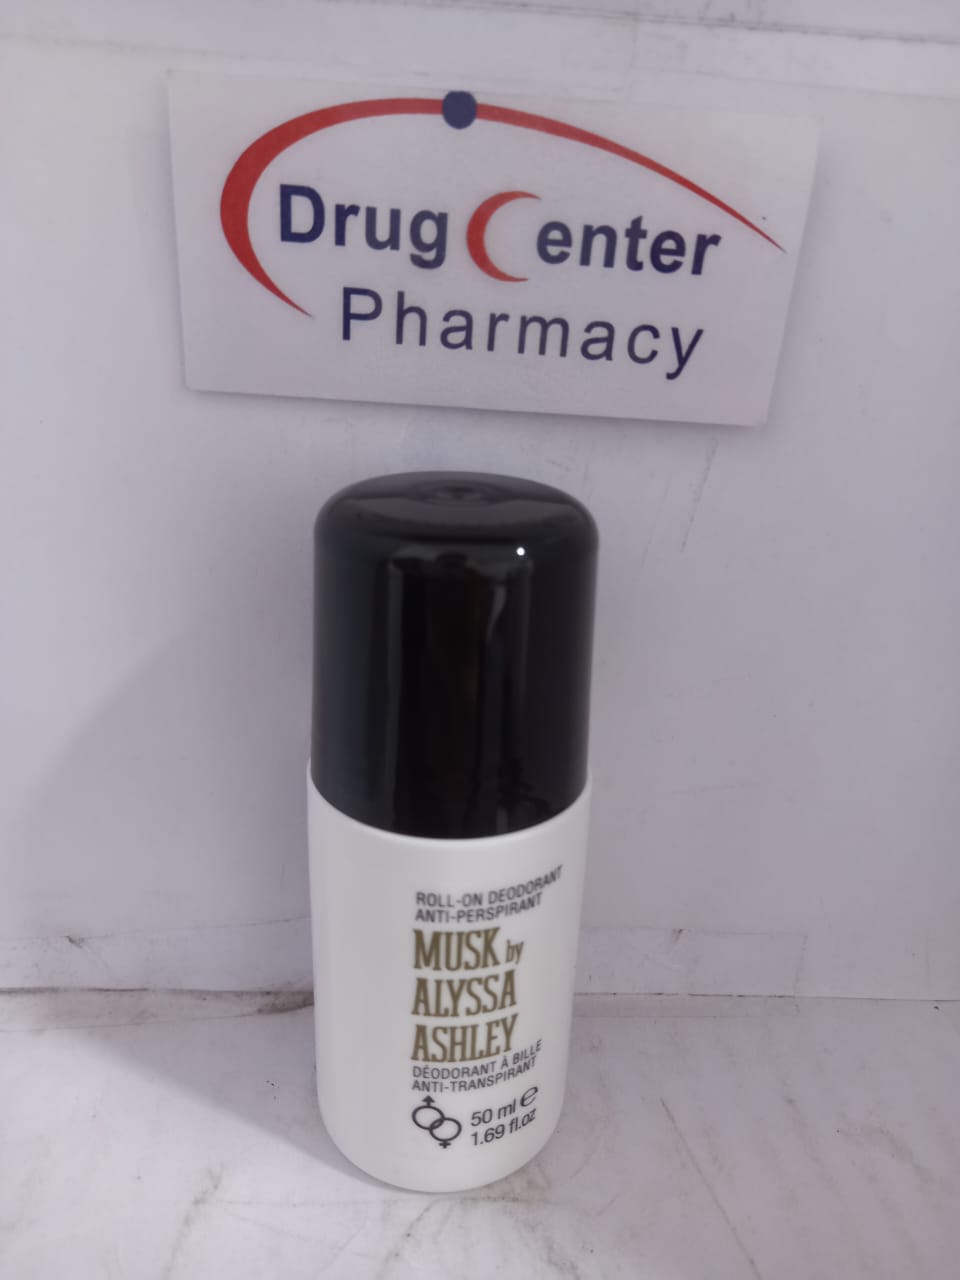 Drug Center
Pharmacy
ROLL-ON DEODORANT
ANTI-PERSPIRANT
MUSK by
ALYSSA
ASHLEY
DÉODORANT À BILLE
ANTI-TRANSPIRANT
50 ml e
1.69 fl.oz